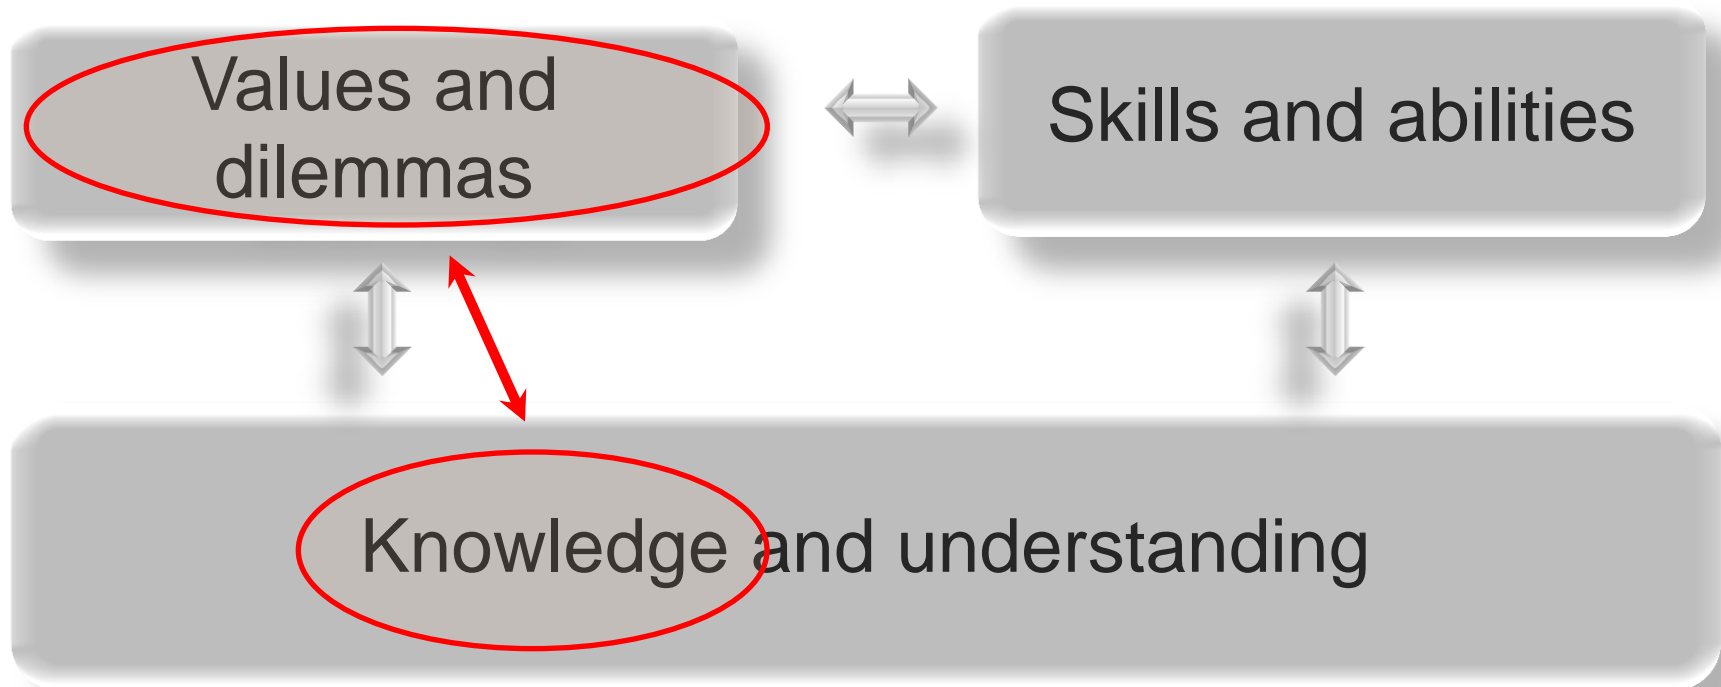 Values and
dilemmas
Skills and abilities
Knowledge and understanding